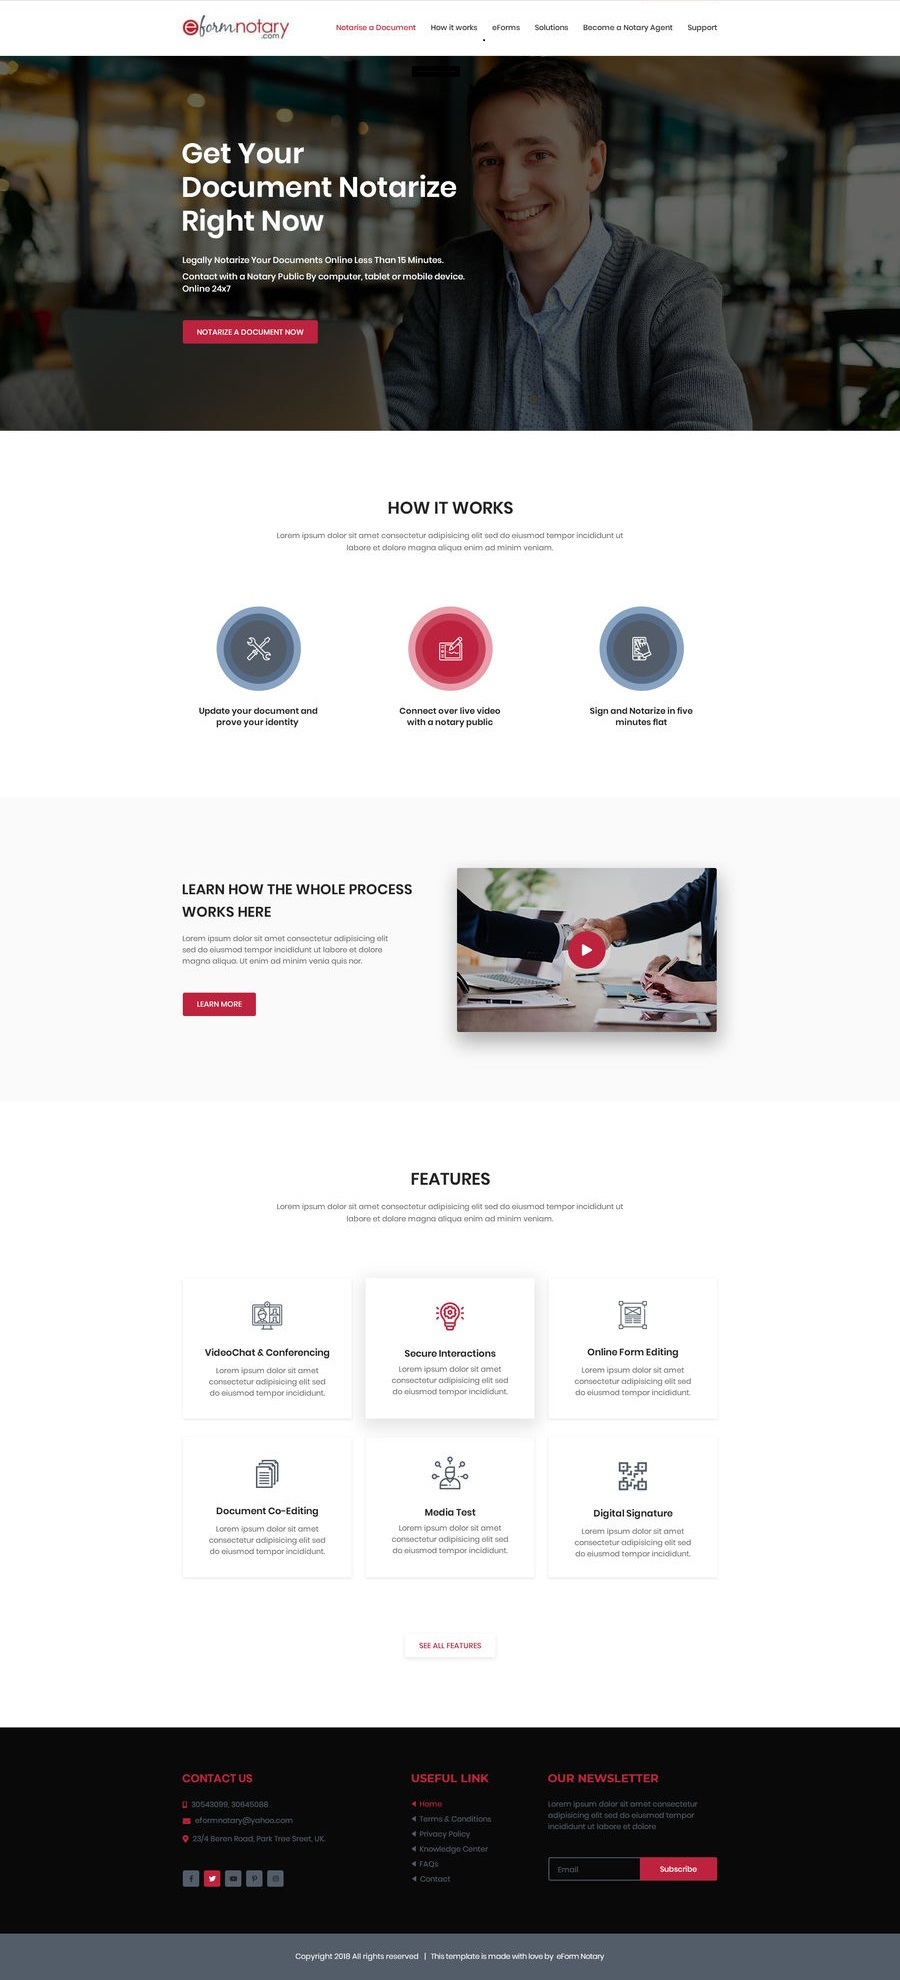 eformnotary
.com
Notarise a Document
How it works
eForms
Solutions
Become a Notary Agent
Support
Get Your
Document Notarize
Right Now
Legally Notarize Your Documents Online Less Than 15 Minutes.
Contact with a Notary Public By computer, tablet or mobile device.
Online 24x7
NOTARIZE A DOCUMENT NOW
HOW IT WORKS
Lorem ipsum dolor sit amet consectetur adipisicing elit sed do eiusmod tempor incididunt ut
labore et dolore magna aliqua enim ad minim veniam.
Update your document and
prove your identity
Connect over live video
with a notary public
Sign and Notarize in five
minutes flat
LEARN HOW THE WHOLE PROCESS
WORKS HERE
Lorem ipsum dolor sit amet consectetur adipisicing elit
sed do eiusmod tempor incididunt ut labore et dolore
magna aliqua. Ut enim ad minim venia quis nor.
LEARN MORE
FEATURES
Lorem ipsum dolor sit amet consectetur adipisicing elit sed do eiusmod tempor incididunt ut
labore et dolore magna aliqua enim ad minim veniam.
VideoChat & Conferencing
Lorem ipsum dolor sit amet
consectetur adipisicing elit sed
do eiusmod tempor incididunt.
Secure Interactions
Lorem ipsum dolor sit amet
consectetur adipisicing elit sed
do eiusmod tempor incididunt.
Online Form Editing
Lorem ipsum dolor sit amet
consectetur adipisicing elit sed
do eiusmod tempor incididunt.
Document Co-Editing
Lorem ipsum dolor sit amet
consectetur adipisicing elit sed
do eiusmod tempor incididunt.
Media Test
Lorem ipsum dolor sit amet
consectetur adipisicing elit sed
do eiusmod tempor incididunt.
Digital Signature
Lorem ipsum dolor sit amet
consectetur adipisicing elit sed
do eiusmod tempor incididunt.
SEE ALL FEATURES
CONTACT US
30543099, 30645088
eformnotary@yahoo.com
23/4 Beren Road, Park Tree Sreet, UK.
USEFUL LINK
Home
Terms & Conditions
Privacy Policy
Knowledge Center
FAQs
Contact
OUR NEWSLETTER
Lorem ipsum dolor sit amet consectetur
adipisicing elit sed do eiusmod tempor
incididunt ut labore et dolore
Email
Subscribe
Copyright 2018 All rights reserved | This template is made with love by eForm Notary